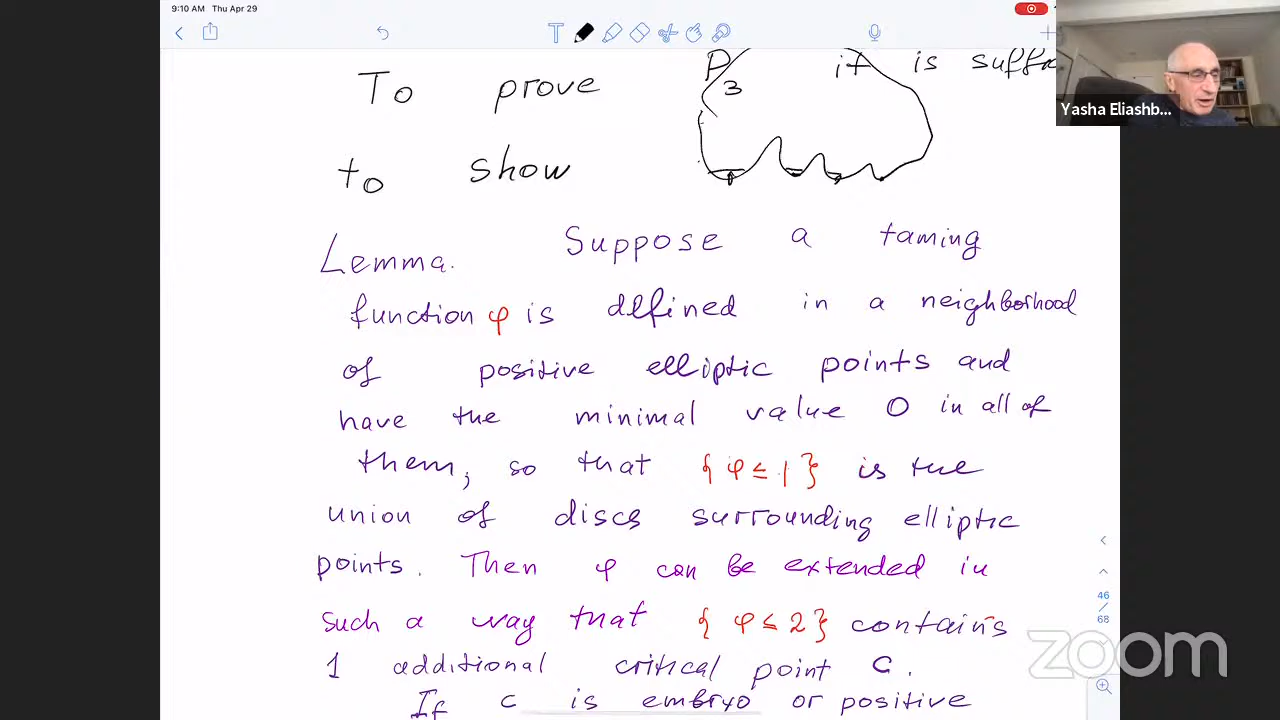 9:10 AM Thu Apr 29
To prove P3 it is suff
to show
Yasha Eliashb...
Lemma. Suppose a taming
function φ is defined in a neighborhood
of positive elliptic points and
have the minimal value 0 in all of
them, so that {φ ≤ 1} is the
union of discs surrounding elliptic
points. Then φ can be extended in
such a way that {φ ≤ 2} contains
1 additional critical point c.
If c is embryo or positive
46
/
68
zoom